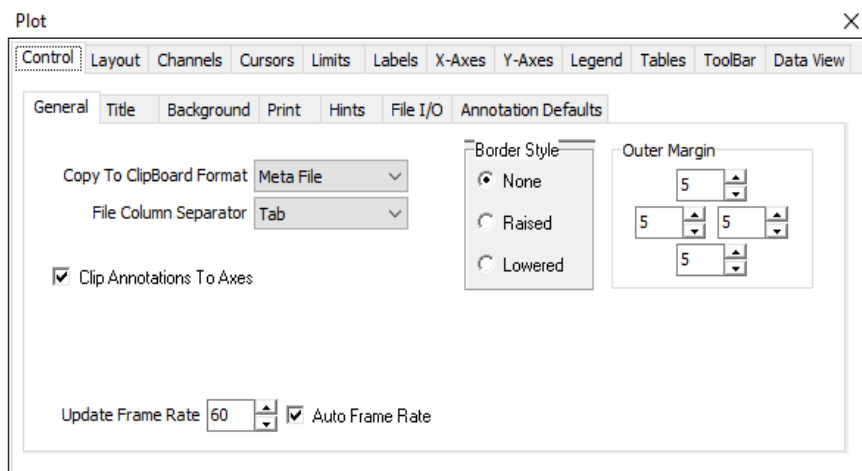 Plot
Control Layout Channels Cursors Limits Labels X-Axes Y-Axes Legend Tables ToolBar Data View
General Title Background Print Hints File I/O Annotation Defaults
Copy To ClipBoard Format Meta File
File Column Separator Tab
Clip Annotations To Axes
Border Style
None
Raised
Lowered
Outer Margin
5
5 5
5
Update Frame Rate 60 Auto Frame Rate